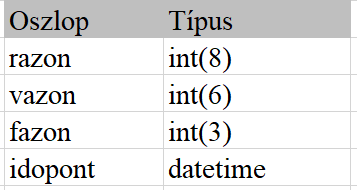 Oszlop Típus
razon int(8)
vazon int(6)
fazon int(3)
idopont datetime